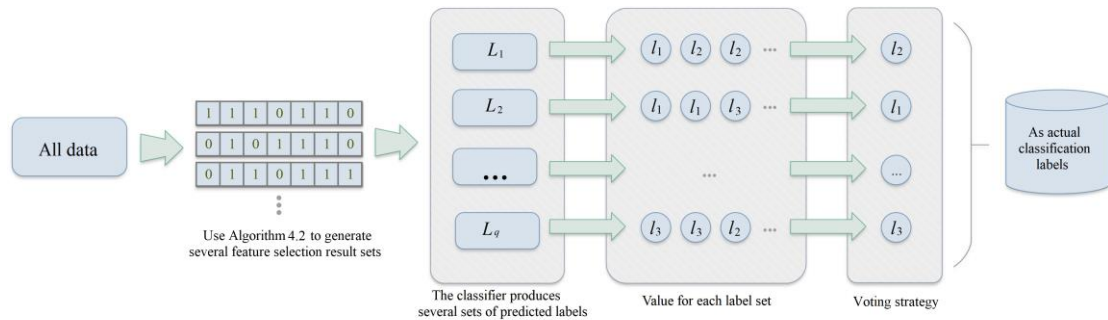 All data
1 1 1 0 1 1 0
0 1 0 1 1 1 0
0 1 1 0 1 1 1
Use Algorithm 4.2 to generate
several feature selection result sets
L1
L2
...
Lq
The classifier produces
several sets of predicted labels
l1 l2 l2 ...
l1 l1 l3 ...
...
l3 l3 l2 ...
Value for each label set
l2
l1
...
l3
Voting strategy
As actual
classification
labels